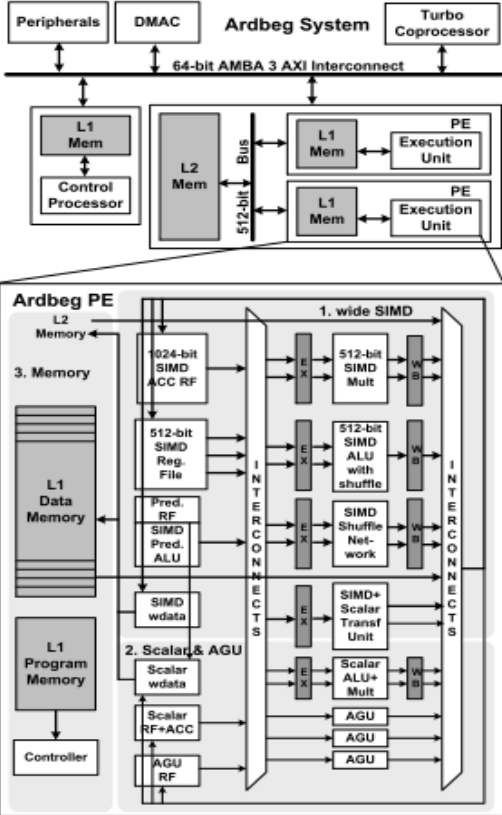 Peripherals
DMAC
Ardbeg System
Turbo
Coprocessor
64-bit AMBA 3 AXI Interconnect
L1
Mem
Control
Processor
L2
Mem
512-bit
Bus
PE
L1
Mem
Execution
Unit
PE
L1
Mem
Execution
Unit
Ardbeg PE
L2
Memory
3. Memory
L1
Data
Memory
L1
Program
Memory
Controller
1. wide SIMD
1024-bit
SIMD
ACC RF
512-bit
SIMD
Reg.
File
Pred.
RF
SIMD
Pred.
ALU
SIMD
wdata
2. Scalar & AGU
Scalar
wdata
Scalar
RF+ACC
AGU
RF
INTERCONNECTS
EX
512-bit
SIMD
Mult
WB
EX
512-bit
SIMD
ALU
with
shuffle
WB
EX
SIMD
Shuffle
Net-
work
WB
EX
SIMD+
Scalar
Transf
Unit
EX
Scalar
ALU+
Mult
WB
AGU
AGU
AGU
INTERCONNECTS